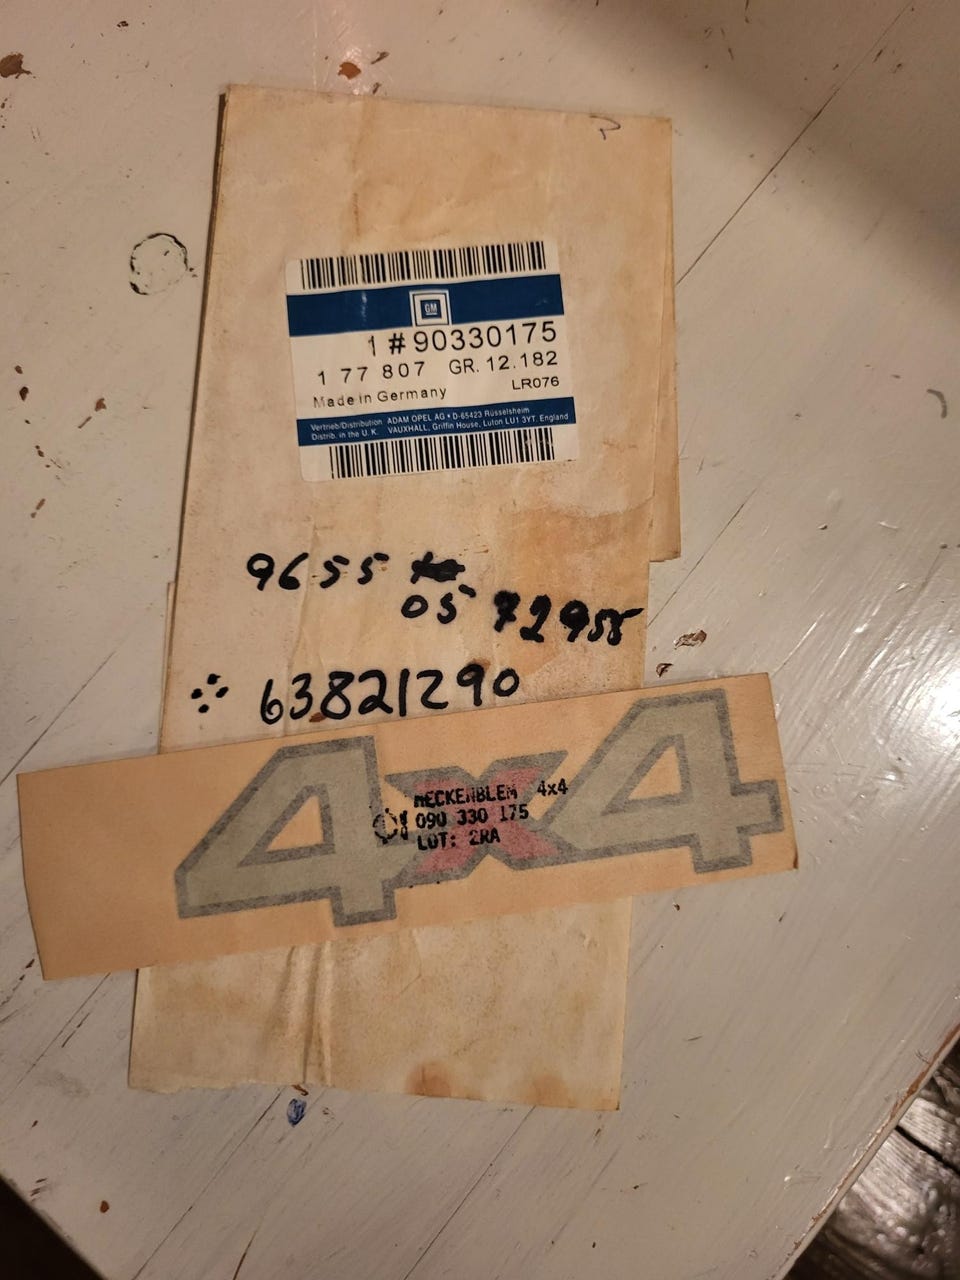 GM
1 # 90330175
1 77 807 GR. 12.182
Made in Germany LR076
Vertrieb/Distribution ADAM OPEL AG • D-65423 Rüsselsheim
Distrib. in the U. K. VAUXHALL, Griffin House, Luton LU1 3YT. England
9655
05 72955
63821290
4x4
HECKENBLEM 4x4
090 330 175
LOT: 2RA